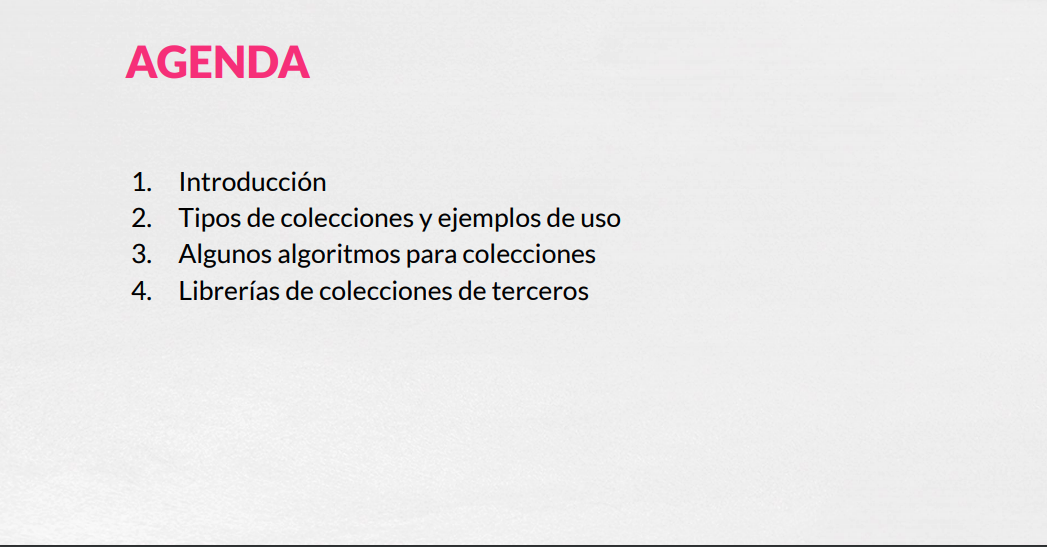 AGENDA
1. Introducción
2. Tipos de colecciones y ejemplos de uso
3. Algunos algoritmos para colecciones
4. Librerías de colecciones de terceros